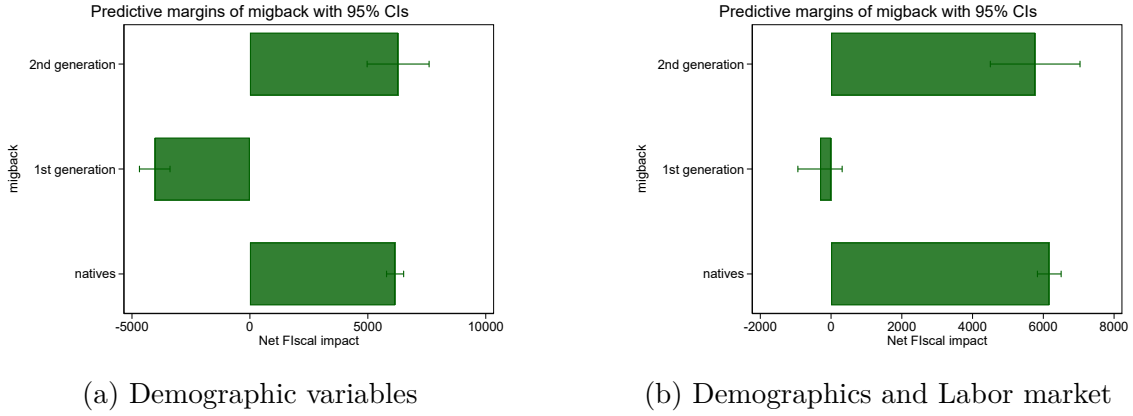 Predictive margins of migback with 95% CIs
2nd generation
1st generation
natives
migback
-5000 0 5000 10000
Net FIscal impact
(a) Demographic variables
Predictive margins of migback with 95% CIs
2nd generation
1st generation
natives
migback
-2000 0 2000 4000 6000 8000
Net FIscal impact
(b) Demographics and Labor market